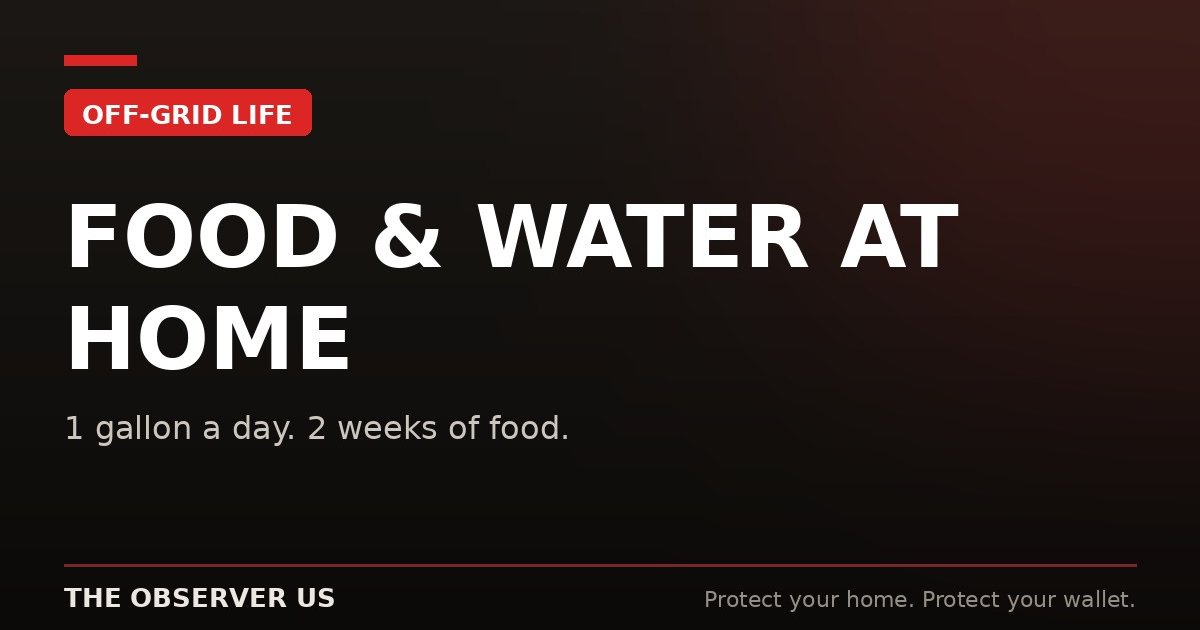 OFF-GRID LIFE
FOOD & WATER AT
HOME
1 gallon a day. 2 weeks of food.
THE OBSERVER US
Protect your home. Protect your wallet.